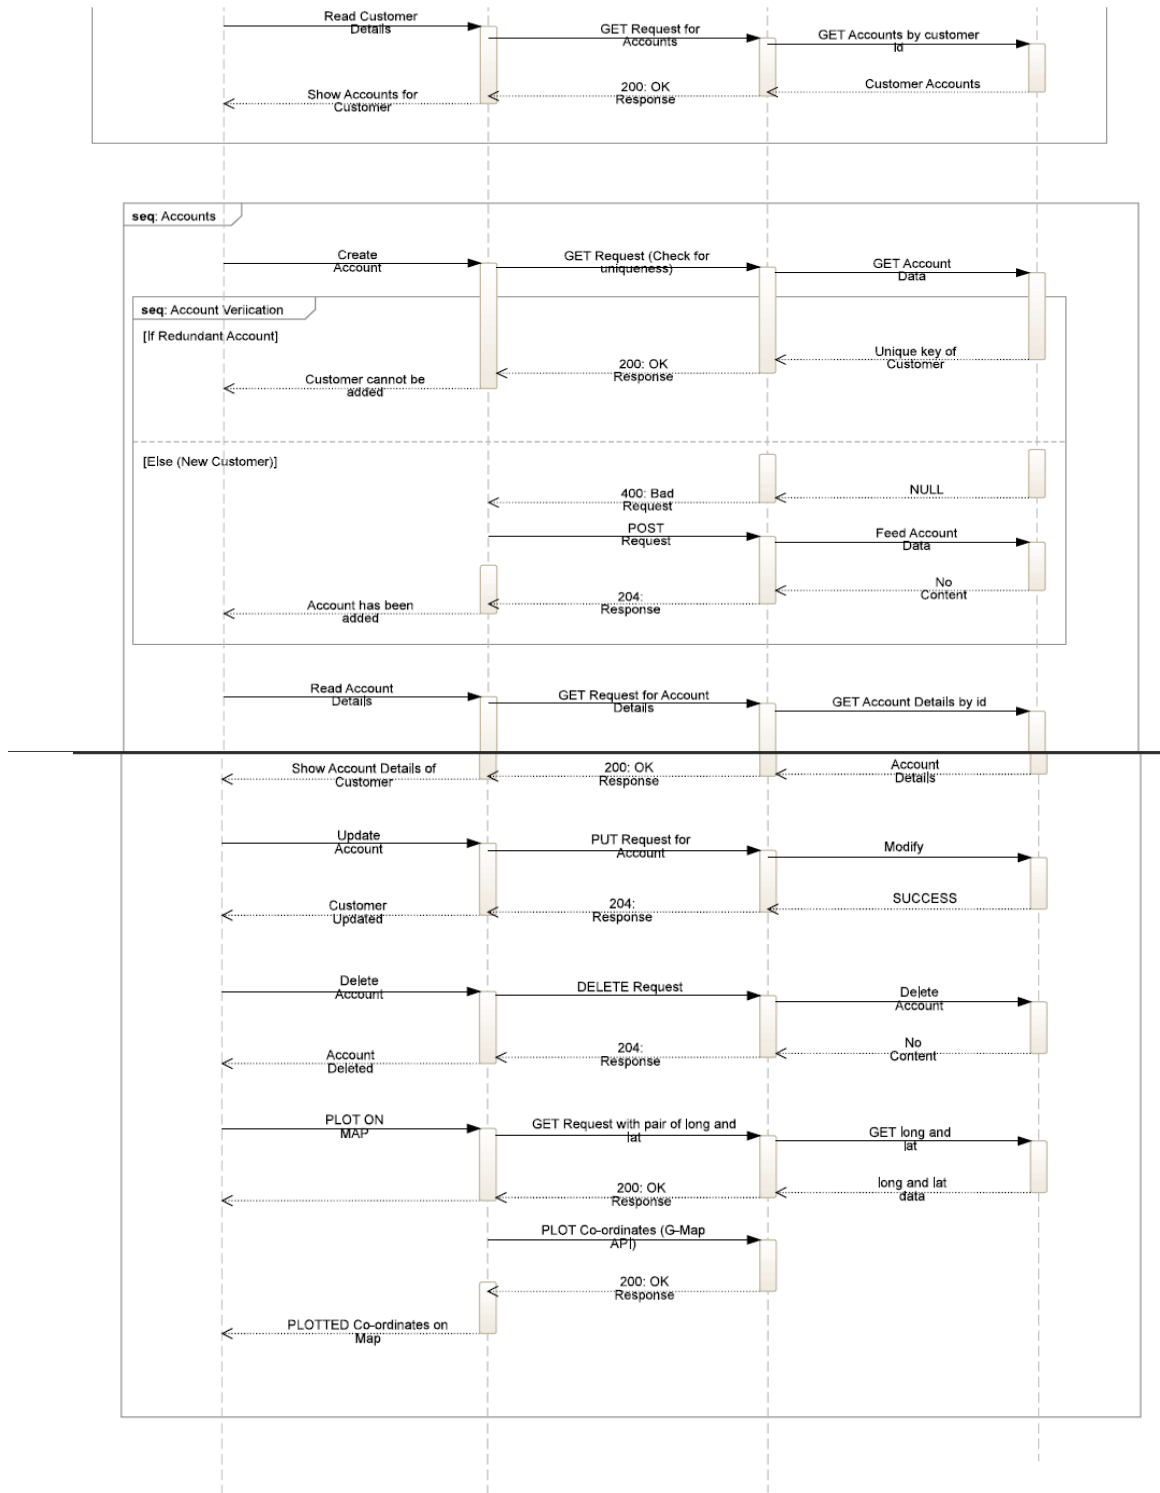 Read Customer
Details
GET Request for
Accounts
GET Accounts by customer
id
Customer Accounts
200: OK
Response
Show Accounts for
Customer
seq: Accounts
Create
Account
GET Request (Check for
uniqueness)
GET Account
Data
seq: Account Veriication
[If Redundant Account]
Unique key of
Customer
200: OK
Response
Customer cannot be
added
[Else (New Customer)]
NULL
400: Bad
Request
POST
Request
Feed Account
Data
No
Content
204:
Response
Account has been
added
Read Account
Details
GET Request for Account
Details
GET Account Details by id
Account
Details
200: OK
Response
Show Account Details of
Customer
Update
Account
PUT Request for
Account
Modify
SUCCESS
204:
Response
Customer
Updated
Delete
Account
DELETE Request
Delete
Account
No
Content
204:
Response
Account
Deleted
PLOT ON
MAP
GET Request with pair of long and
lat
GET long and
lat
long and lat
data
200: OK
Response
PLOT Co-ordinates (G-Map
API)
200: OK
Response
PLOTTED Co-ordinates on
Map